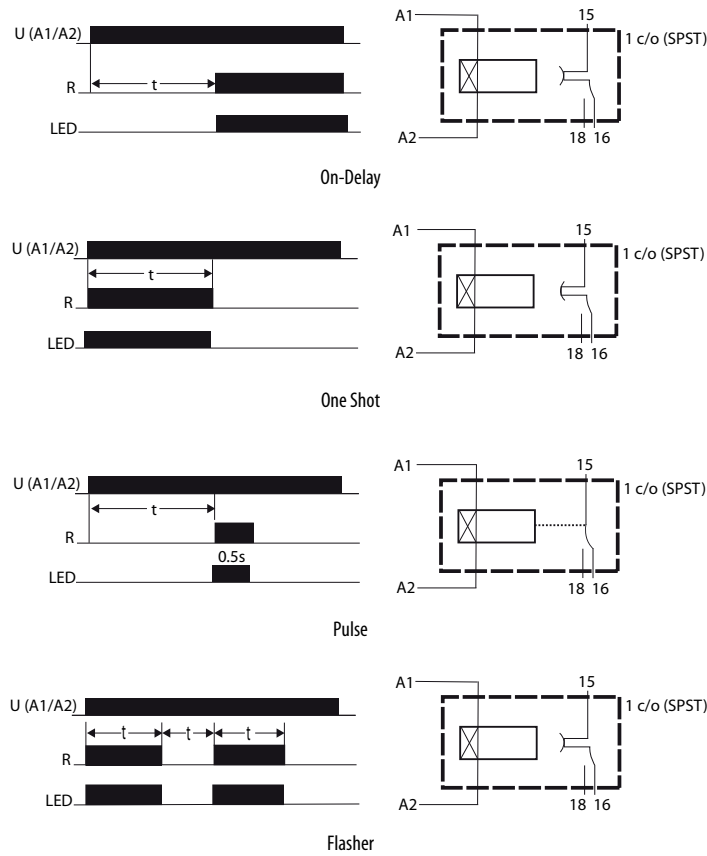 U (A1/A2)
R
t
LED
A1
15
1 c/o (SPST)
A2
18 16
On-Delay
U (A1/A2)
t
R
LED
A1
15
1 c/o (SPST)
A2
18 16
One Shot
U (A1/A2)
t
R
0.5s
LED
A1
15
1 c/o (SPST)
A2
18 16
Pulse
U (A1/A2)
t t t
R
LED
A1
15
1 c/o (SPST)
A2
18 16
Flasher